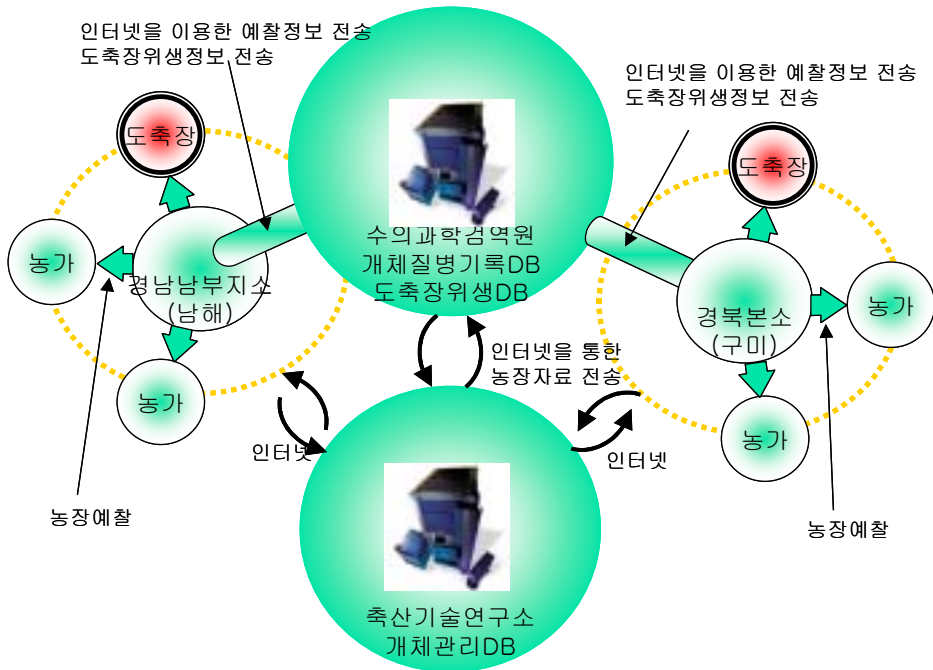 인터넷을 이용한 예찰정보 전송
도축장위생정보 전송
인터넷을 이용한 예찰정보 전송
도축장위생정보 전송
도축장
도축장
수의과학검역원
개체질병기록DB
도축장위생DB
농가
경남남부지소
(남해)
농가
경북본소
(구미)
농가
농가
인터넷을 통한
농장자료 전송
인터넷
인터넷
농장예찰
농장예찰
축산기술연구소
개체관리DB